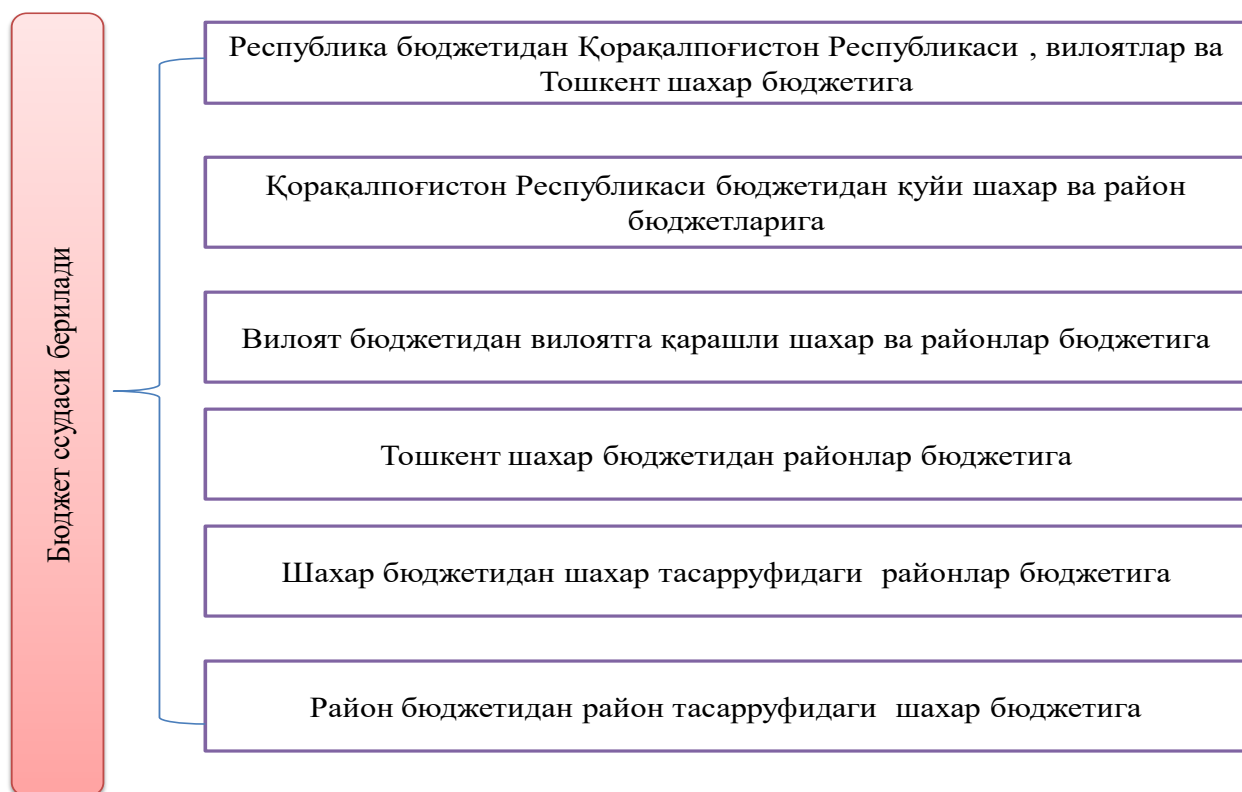 Бюджет ссудаси берилади
Республика бюджетидан Қорақалпоғистон Республикаси , вилоятлар ва
Тошкент шахар бюджетига
Қорақалпоғистон Республикаси бюджетидан қуйи шахар ва район
бюджетларига
Вилоят бюджетидан вилоятга қарашли шахар ва районлар бюджетига
Тошкент шахар бюджетидан районлар бюджетига
Шахар бюджетидан шахар тасарруфидаги  районлар бюджетига
Район бюджетидан район тасарруфидаги  шахар бюджетига